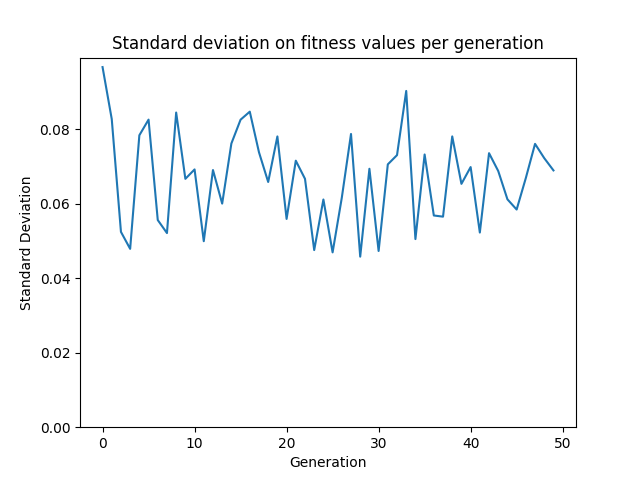 Standard deviation on fitness values per generation
Standard Deviation
0.08
0.06
0.04
0.02
0.00
0 10 20 30 40 50
Generation